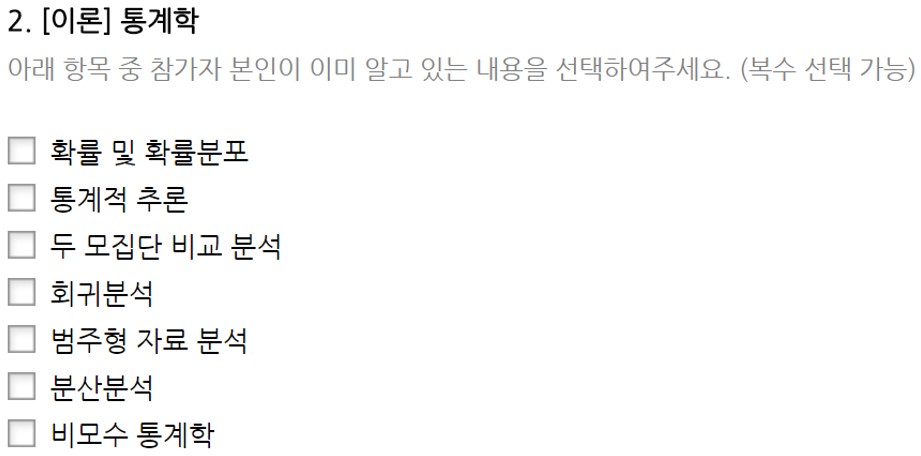 2. [이론] 통계학
아래 항목 중 참가자 본인이 이미 알고 있는 내용을 선택하여주세요. (복수 선택 가능)
확률 및 확률분포
통계적 추론
두 모집단 비교 분석
회귀분석
범주형 자료 분석
분산분석
비모수 통계학